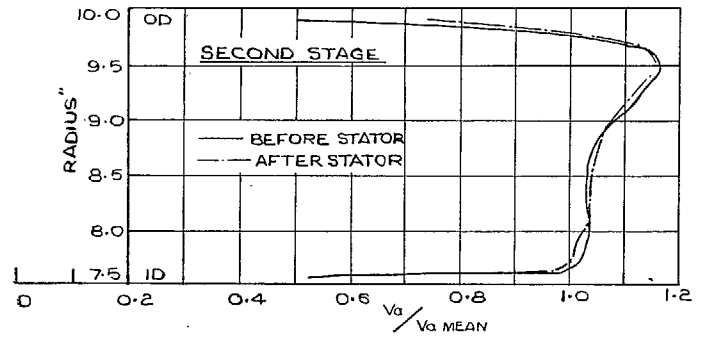 10.0 OD
SECOND STAGE
9.5
RADIUS"
9.0
BEFORE STATOR
AFTER STATOR
8.5
8.0
7.5 ID
0 0.2 0.4 0.6 0.8 1.0 1.2
Va/Va MEAN